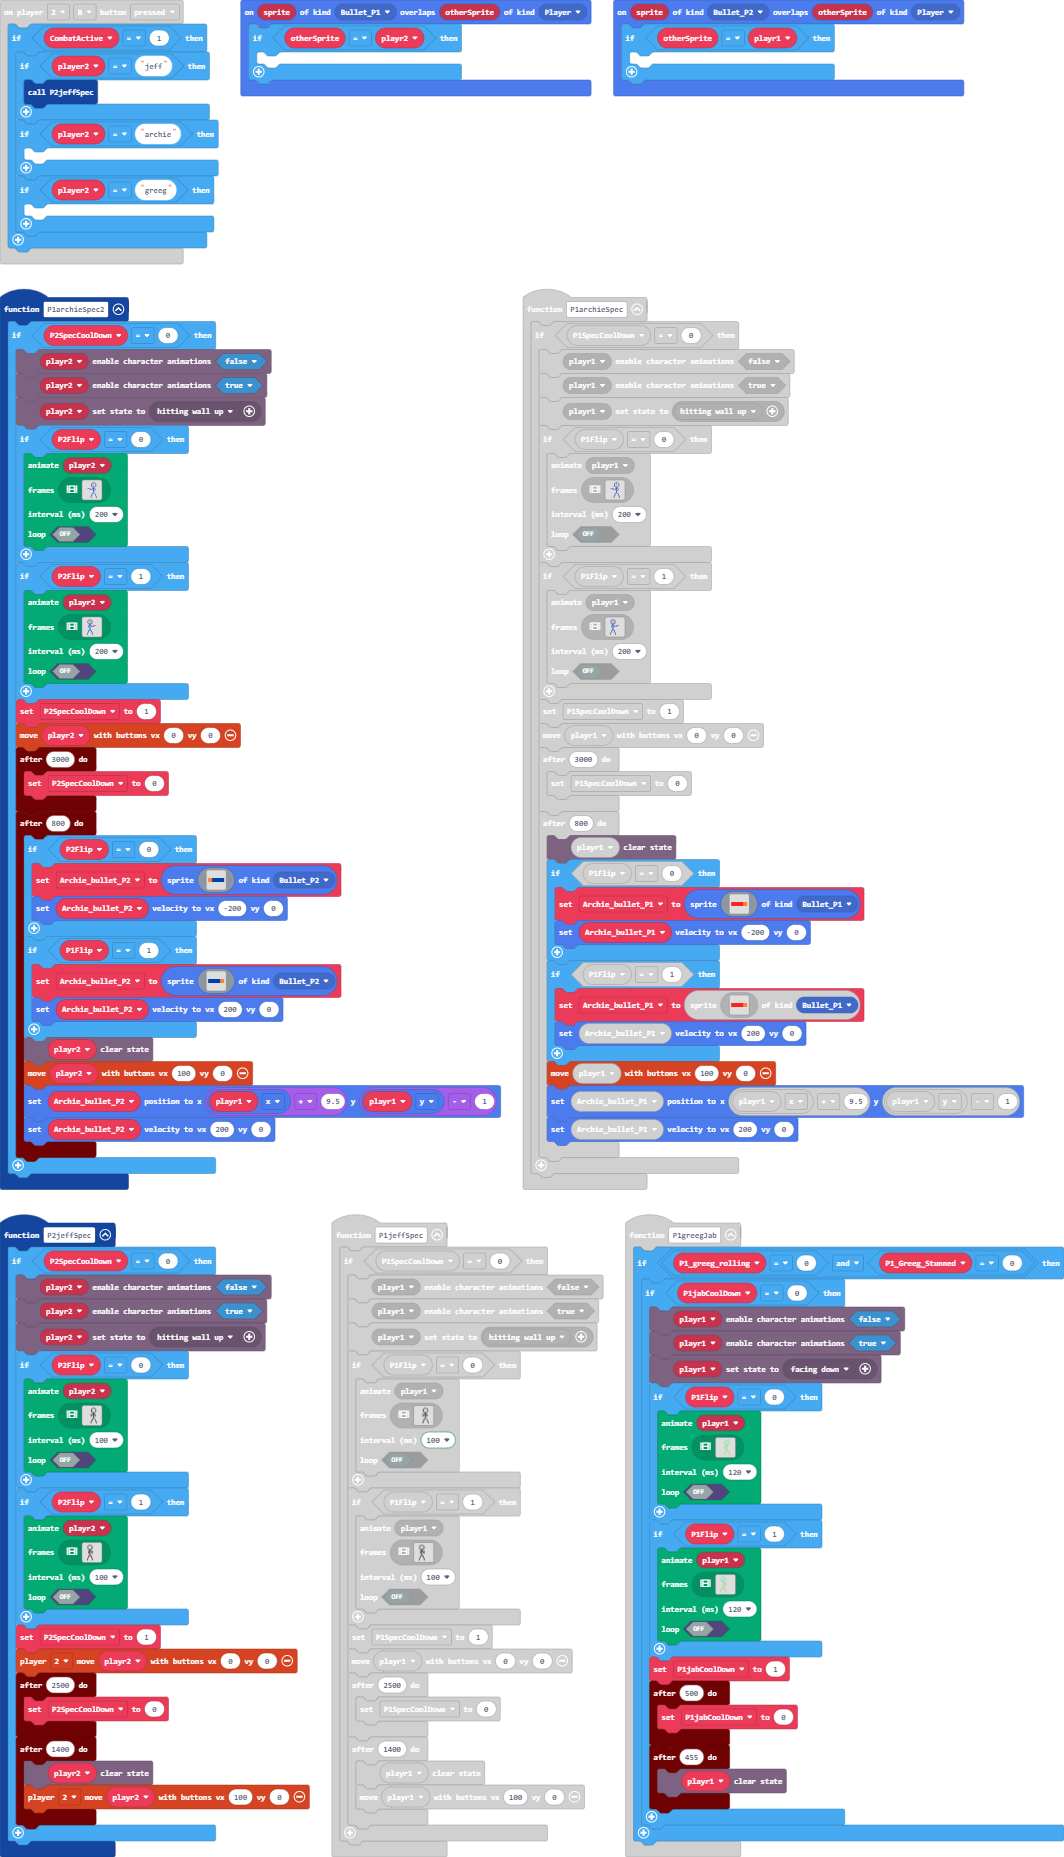 on player 2 B button pressed
if CombatActive = 1 then
if player2 = "jeff" then
call P2jeffSpec
if player2 = "archie" then
if player2 = "greeg" then
on sprite of kind Bullet_P1 overlaps otherSprite of kind Player
if otherSprite = playr2 then
on sprite of kind Bullet_P2 overlaps otherSprite of kind Player
if otherSprite = playr1 then
function P1archieSpec2
if P2SpecCoolDown = 0 then
playr2 enable character animations false
playr2 enable character animations true
playr2 set state to hitting wall up
if P2Flip = 0 then
animate playr2
frames
interval (ms) 200
loop OFF
if P2Flip = 1 then
animate playr2
frames
interval (ms) 200
loop OFF
set P2SpecCoolDown to 1
move playr2 with buttons vx 0 vy 0
after 3000 do
set P2SpecCoolDown to 0
after 800 do
if P2Flip = 0 then
set Archie_bullet_P2 to sprite of kind Bullet_P2
set Archie_bullet_P2 velocity to vx -200 vy 0
if P1Flip = 1 then
set Archie_bullet_P2 to sprite of kind Bullet_P2
set Archie_bullet_P2 velocity to vx 200 vy 0
playr2 clear state
move playr2 with buttons vx 100 vy 0
set Archie_bullet_P2 position to x playr1 x + 9.5 y playr1 y - 1
set Archie_bullet_P2 velocity to vx 200 vy 0
function P1archieSpec
if P1SpecCoolDown = 0 then
playr1 enable character animations false
playr1 enable character animations true
playr1 set state to hitting wall up
if P1Flip = 0 then
animate playr1
frames
interval (ms) 200
loop OFF
if P1Flip = 1 then
animate playr1
frames
interval (ms) 200
loop OFF
set P1SpecCoolDown to 1
move playr1 with buttons vx 0 vy 0
after 3000 do
set P1SpecCoolDown to 0
after 800 do
playr1 clear state
if P1Flip = 0 then
set Archie_bullet_P1 to sprite of kind Bullet_P1
set Archie_bullet_P1 velocity to vx -200 vy 0
if P1Flip = 1 then
set Archie_bullet_P1 to sprite of kind Bullet_P1
set Archie_bullet_P1 velocity to vx 200 vy 0
move playr1 with buttons vx 100 vy 0
set Archie_bullet_P1 position to x playr1 x + 9.5 y playr1 y - 1
set Archie_bullet_P1 velocity to vx 200 vy 0
function P2jeffSpec
if P2SpecCoolDown = 0 then
playr2 enable character animations false
playr2 enable character animations true
playr2 set state to hitting wall up
if P2Flip = 0 then
animate playr2
frames
interval (ms) 100
loop OFF
if P2Flip = 1 then
animate playr2
frames
interval (ms) 100
loop OFF
set P2SpecCoolDown to 1
player 2 move playr2 with buttons vx 0 vy 0
after 2500 do
set P2SpecCoolDown to 0
after 1400 do
playr2 clear state
player 2 move playr2 with buttons vx 100 vy 0
function P1jeffSpec
if P1SpecCoolDown = 0 then
playr1 enable character animations false
playr1 enable character animations true
playr1 set state to hitting wall up
if P1Flip = 0 then
animate playr1
frames
interval (ms) 100
loop OFF
if P1Flip = 1 then
animate playr1
frames
interval (ms) 100
loop OFF
set P1SpecCoolDown to 1
move playr1 with buttons vx 0 vy 0
after 2500 do
set P1SpecCoolDown to 0
after 1400 do
playr1 clear state
move playr1 with buttons vx 100 vy 0
function P1greegJab
if P1_greeg_rolling = 0 and P1_Greeg_Stunned = 0 then
if P1jabCoolDown = 0 then
playr1 enable character animations false
playr1 enable character animations true
playr1 set state to facing down
if P1Flip = 0 then
animate playr1
frames
interval (ms) 120
loop OFF
if P1Flip = 1 then
animate playr1
frames
interval (ms) 120
loop OFF
set P1jabCoolDown to 1
after 500 do
set P1jabCoolDown to 0
after 455 do
playr1 clear state